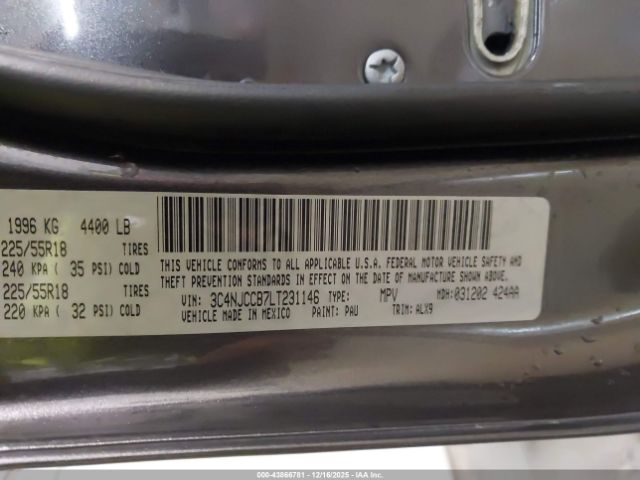 1996 KG 4400 LB
225/55R18 TIRES
240 KPA ( 35 PSI) COLD
225/55R18 TIRES
220 KPA ( 32 PSI) COLD
THIS VEHICLE CONFORMS TO ALL APPLICABLE U.S.A. FEDERAL MOTOR VEHICLE SAFETY AND
THEFT PREVENTION STANDARDS IN EFFECT ON THE DATE OF MANUFACTURE SHOWN ABOVE.
VIN: 3C4NJCCB7LT231146 TYPE: MPV MDH:031202 424AA
VEHICLE MADE IN MEXICO PAINT: PAU TRIM: ALX9
000-43866781 - 12/16/2025 - IAA Inc.